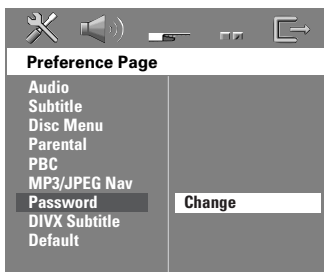 Preference Page
Audio
Subtitle
Disc Menu
Parental
PBC
MP3/JPEG Nav
Password Change
DIVX Subtitle
Default